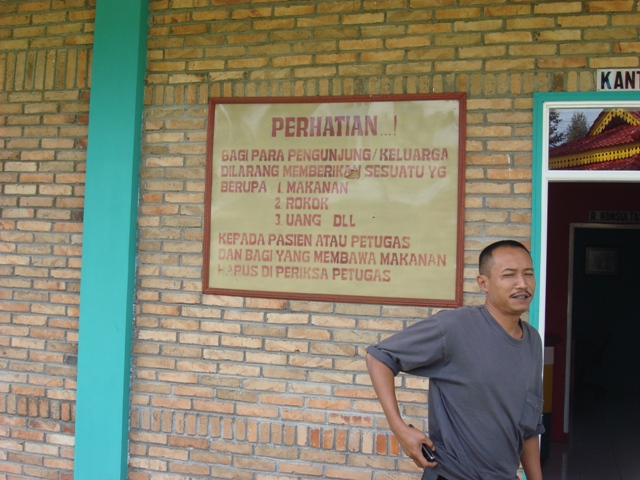 PERHATIAN...!
BAGI PARA PENGUNJUNG/KELUARGA
DILARANG MEMBERIKAN SESUATU YG
BERUPA 1. MAKANAN
2. ROKOK
3. UANG DLL
KEPADA PASIEN ATAU PETUGAS
DAN BAGI YANG MEMBAWA MAKANAN
HARUS DI PERIKSA PETUGAS
KANT